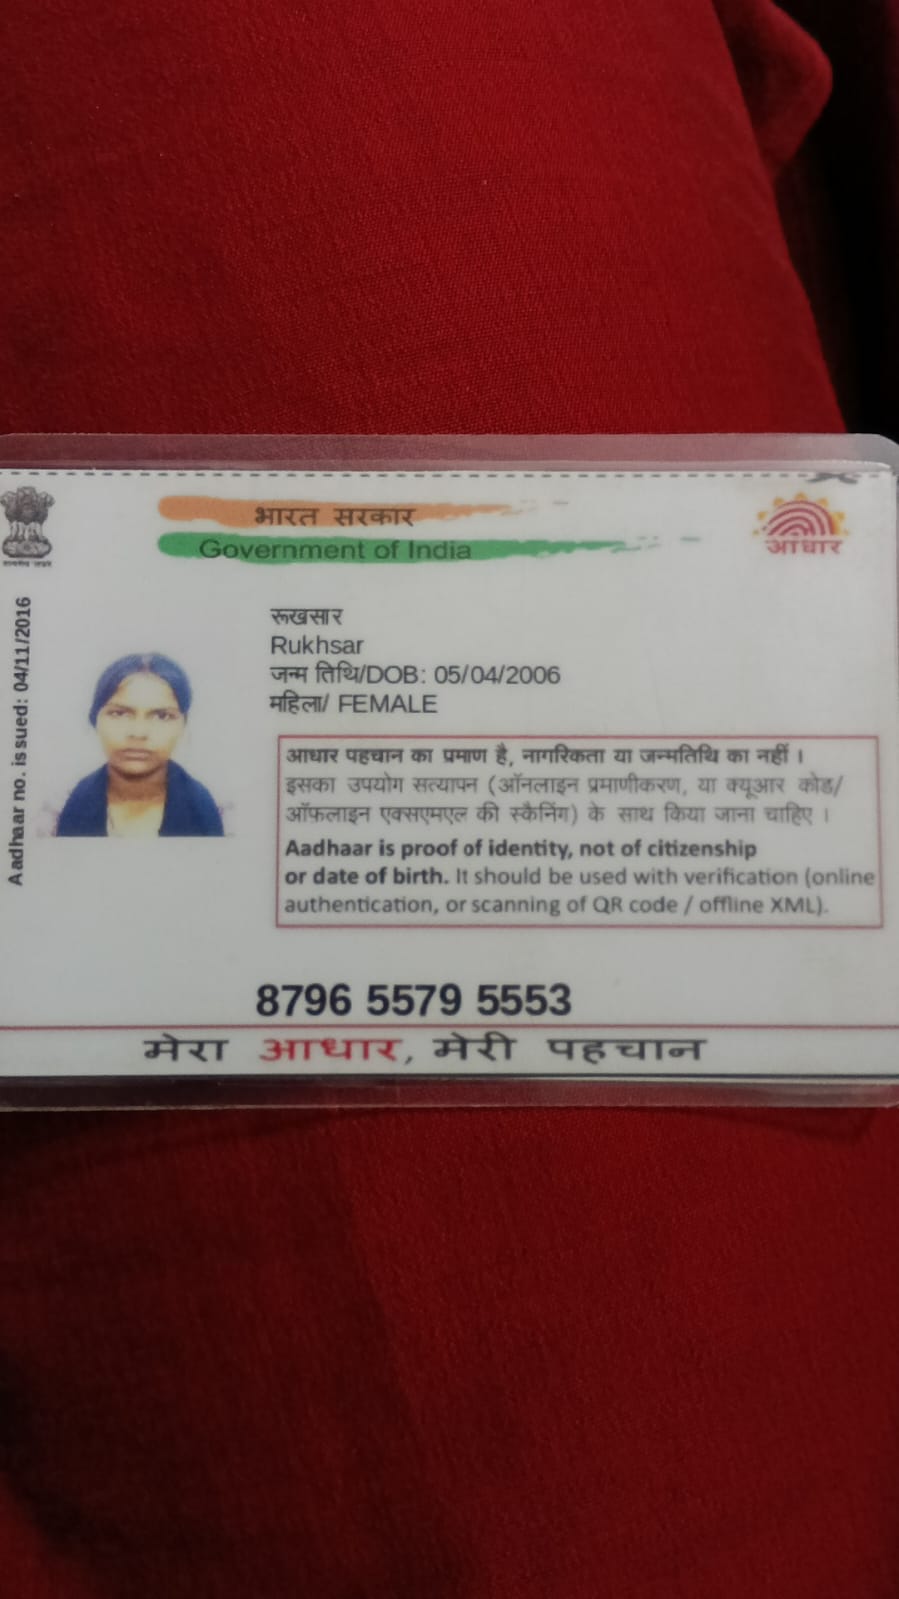 भारत सरकार
Government of India
आधार
Aadhaar no. issued: 04/11/2016
रूखसार
Rukhsar
जन्म तिथि/DOB: 05/04/2006
महिला/ FEMALE
आधार पहचान का प्रमाण है, नागरिकता या जन्मतिथि का नहीं ।
इसका उपयोग सत्यापन (ऑनलाइन प्रमाणीकरण, या क्यूआर कोड/
ऑफ़लाइन एक्सएमएल की स्कैनिंग) के साथ किया जाना चाहिए ।
Aadhaar is proof of identity, not of citizenship
or date of birth. It should be used with verification (online
authentication, or scanning of QR code / offline XML).
8796 5579 5553
मेरा आधार, मेरी पहचान